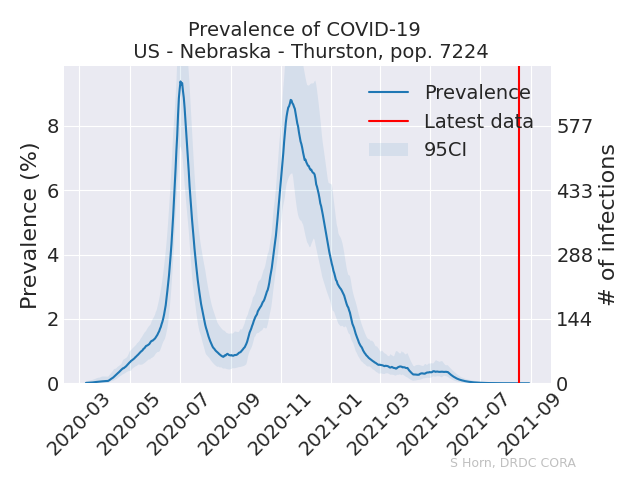 Prevalence of COVID-19
US - Nebraska - Thurston, pop. 7224
Prevalence
Latest data
95CI
Prevalence (%)
8
6
4
2
0
# of infections
577
433
288
144
0
2020-03
2020-05
2020-07
2020-09
2020-11
2021-01
2021-03
2021-05
2021-07
2021-09
S Horn, DRDC CORA